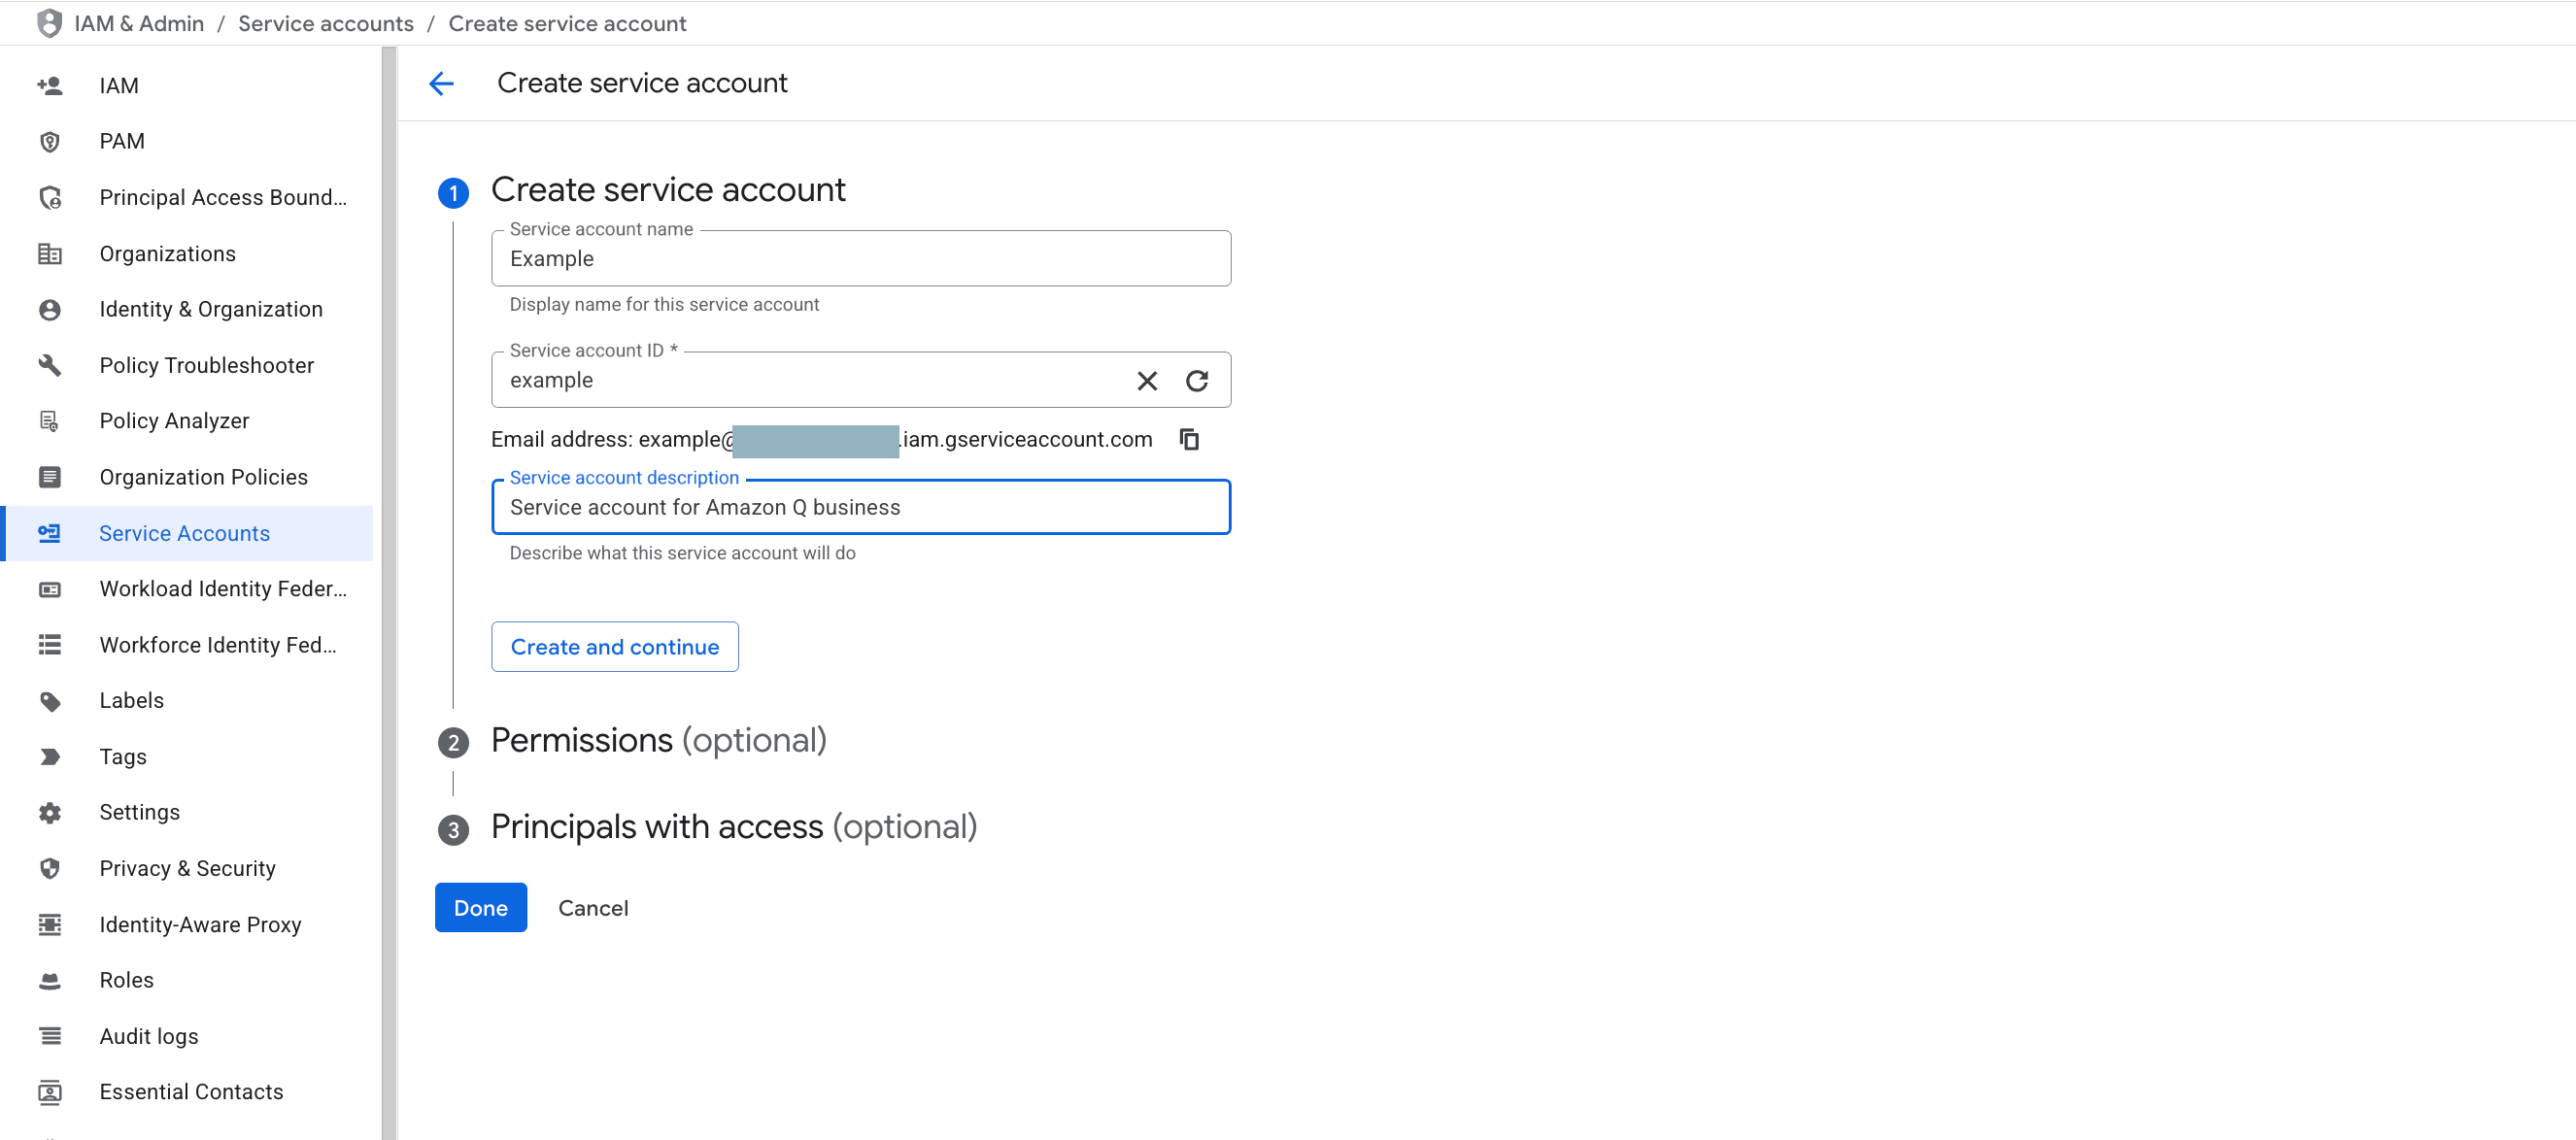 IAM & Admin / Service accounts / Create service account
IAM
PAM
Principal Access Bound...
Organizations
Identity & Organization
Policy Troubleshooter
Policy Analyzer
Organization Policies
Service Accounts
Workload Identity Feder...
Workforce Identity Fed...
Labels
Tags
Settings
Privacy & Security
Identity-Aware Proxy
Roles
Audit logs
Essential Contacts
Create service account
1 Create service account
Service account name
Example
Display name for this service account
Service account ID *
example
Email address: example@ .iam.gserviceaccount.com
Service account description
Service account for Amazon Q business
Describe what this service account will do
Create and continue
2 Permissions (optional)
3 Principals with access (optional)
Done Cancel